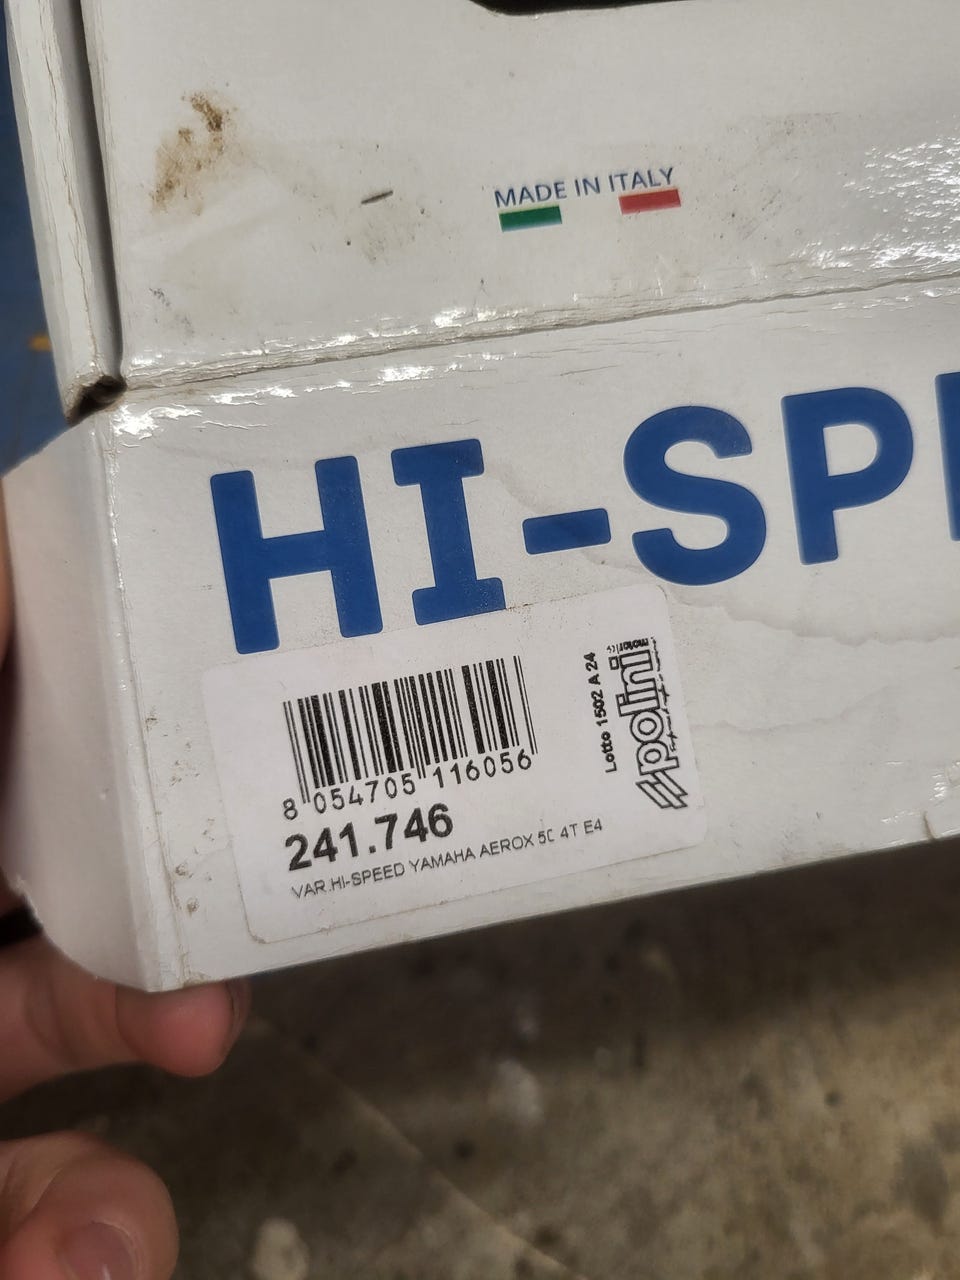 MADE IN ITALY
HI-SP
8 054705 116056
241.746
VAR.HI-SPEED YAMAHA AEROX 50 4T E4
Lotto 1502 A 24
polini
motori